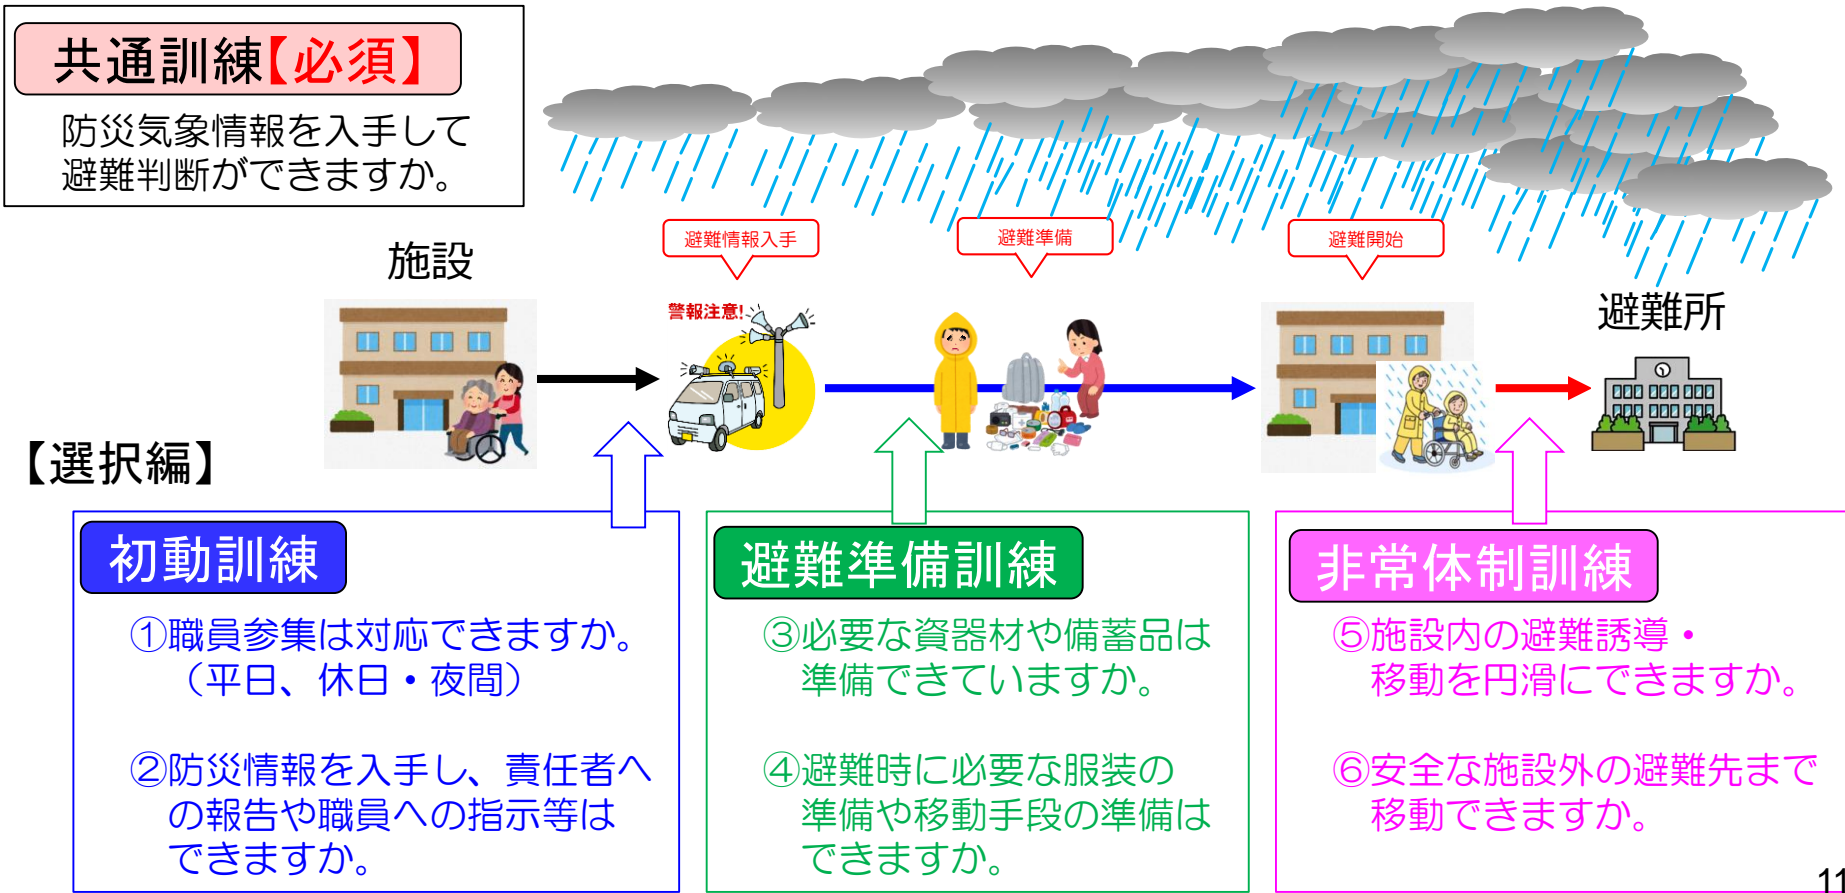 共通訓練【必須】
防災気象情報を入手して
避難判断ができますか。
避難情報入手
避難準備
避難開始
施設
避難所
警報注意!
【選択編】
初動訓練
①職員参集は対応できますか。
（平日、休日・夜間）
②防災情報を入手し、責任者へ
の報告や職員への指示等は
できますか。
避難準備訓練
③必要な資器材や備蓄品は
準備できていますか。
④避難時に必要な服装の
準備や移動手段の準備は
できますか。
非常体制訓練
⑤施設内の避難誘導・
移動を円滑にできますか。
⑥安全な施設外の避難先まで
移動できますか。
11